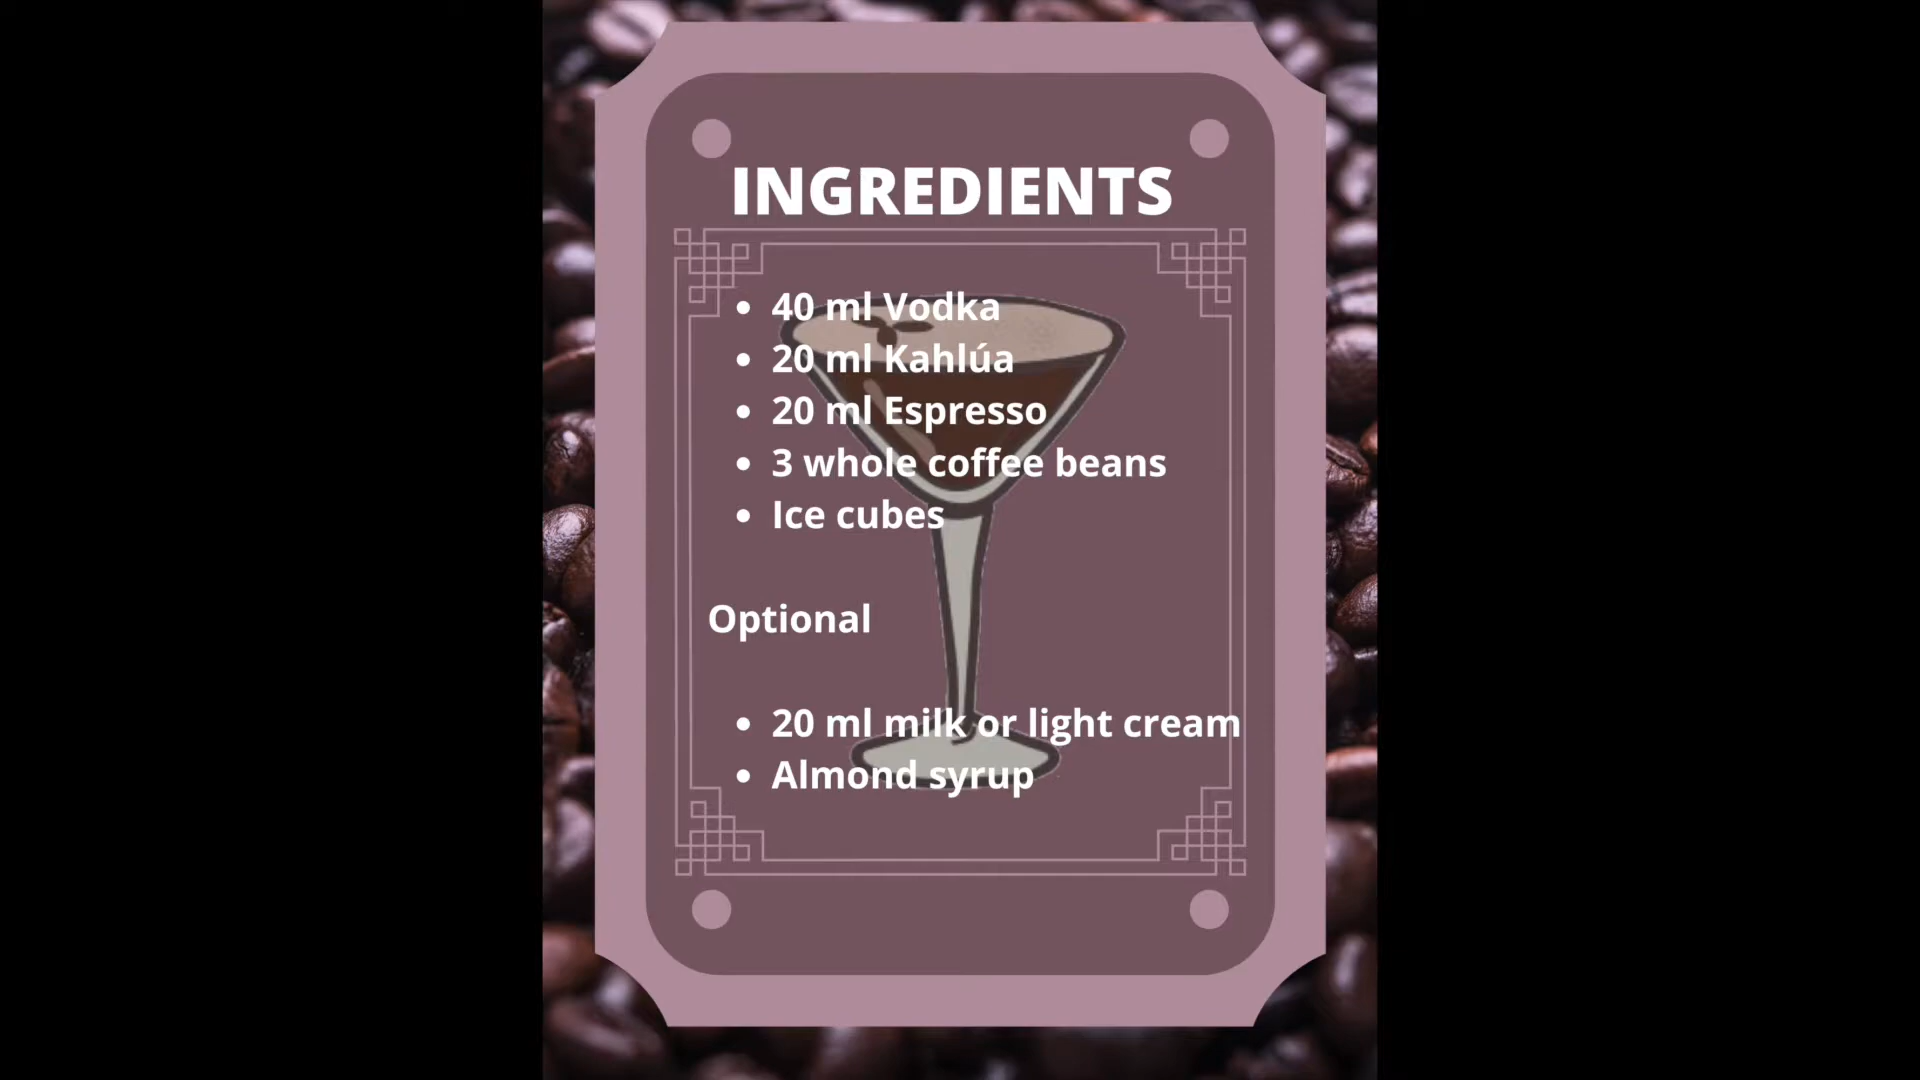 INGREDIENTS
• 40 ml Vodka
• 20 ml Kahlúa
• 20 ml Espresso
• 3 whole coffee beans
• Ice cubes
Optional
• 20 ml milk or light cream
• Almond syrup